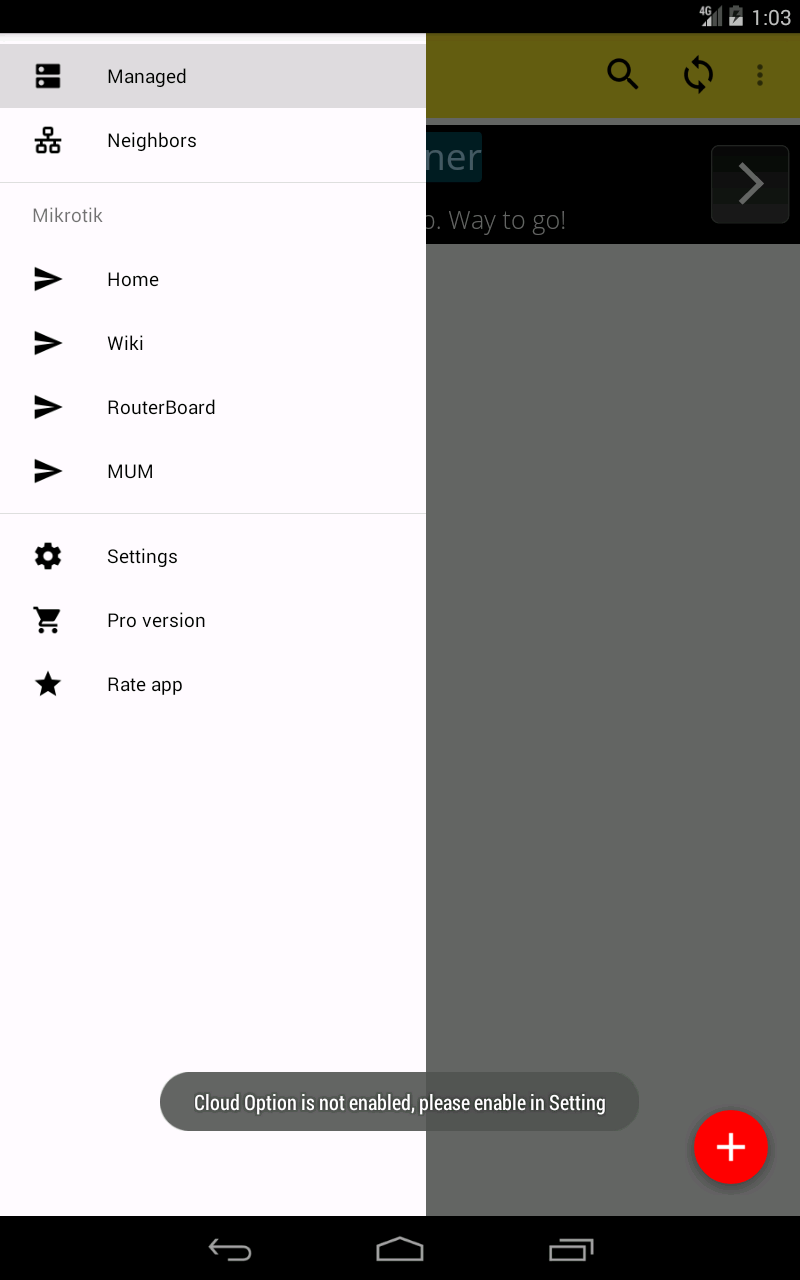 4G 1:03
Managed
Neighbors
ner
. Way to go!
Mikrotik
Home
Wiki
RouterBoard
MUM
Settings
Pro version
Rate app
Cloud Option is not enabled, please enable in Setting